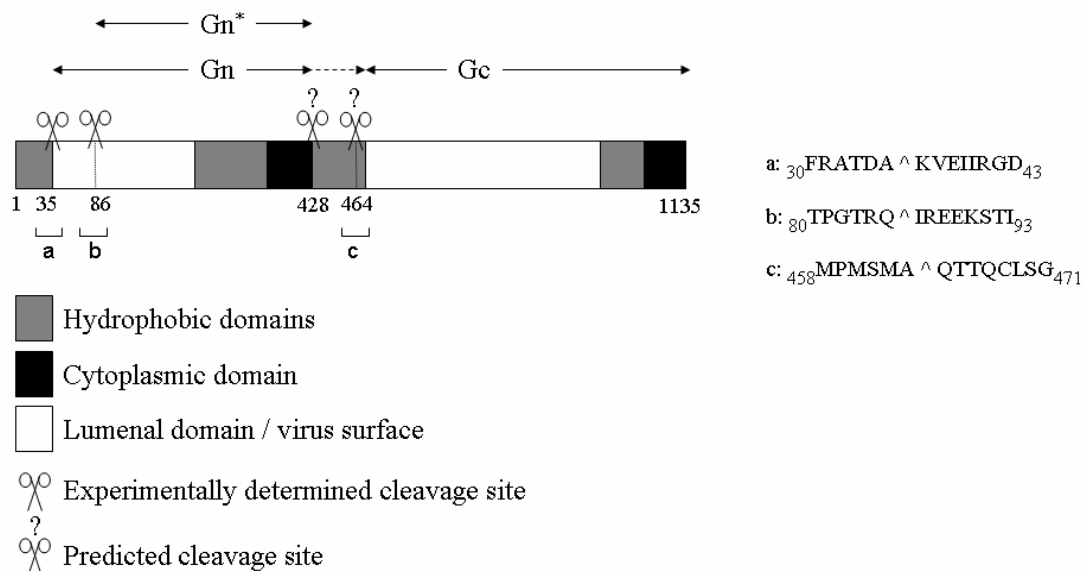 Gn*
Gn
Gc
? ?
1 35 86 428 464 1135
a b c
a: 30FRATDA ^ KVEIIRGD43
b: 80TPGTRQ ^ IREEKSTI93
c: 458MPMSMA ^ QTTQCLSG471
Hydrophobic domains
Cytoplasmic domain
Lumenal domain / virus surface
Experimentally determined cleavage site
?
Predicted cleavage site